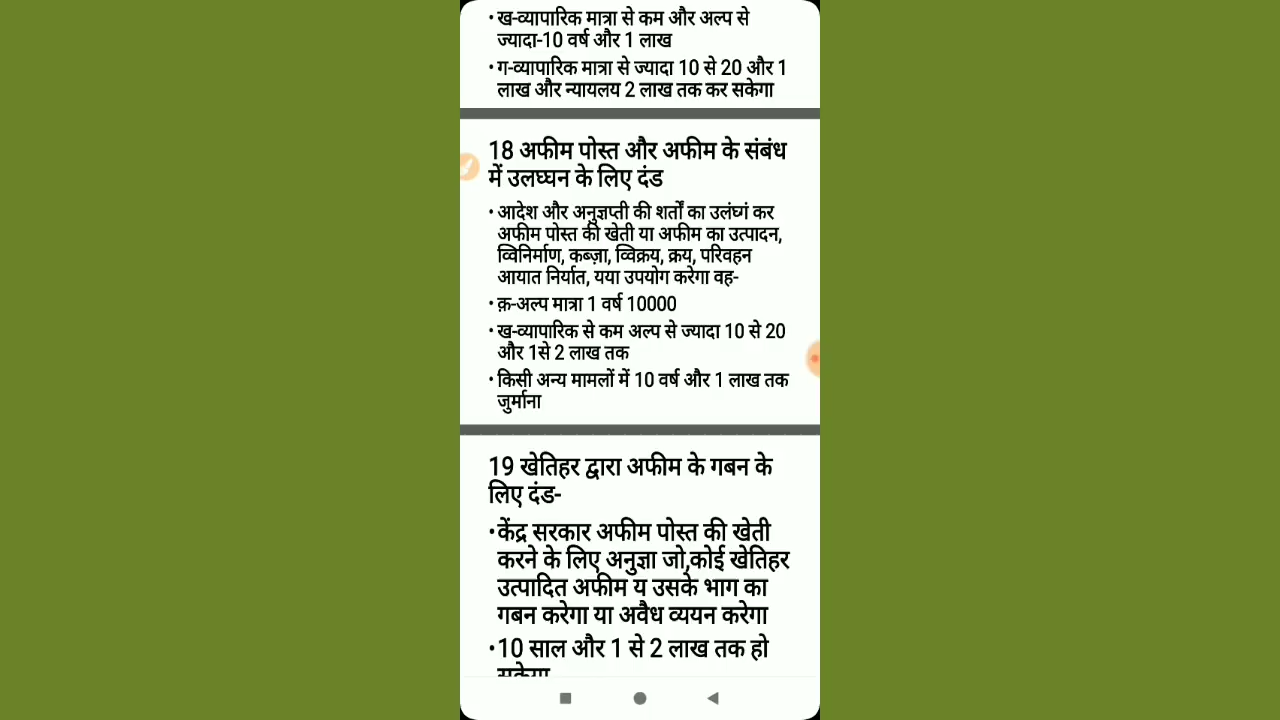 •ख-व्यापारिक मात्रा से कम और अल्प से
ज्यादा-10 वर्ष और 1 लाख
•ग-व्यापारिक मात्रा से ज्यादा 10 से 20 और 1
लाख और न्यायलय 2 लाख तक कर सकेगा
18 अफीम पोस्त और अफीम के संबंध
में उलघ्घन के लिए दंड
•आदेश और अनुज्ञप्ती की शर्तों का उलंघ्गं कर
अफीम पोस्त की खेती या अफीम का उत्पादन,
व्विनिर्माण, कब्ज़ा, व्विक्रय, क्रय, परिवहन
आयात निर्यात, यया उपयोग करेगा वह-
•क़-अल्प मात्रा 1 वर्ष 10000
•ख-व्यापारिक से कम अल्प से ज्यादा 10 से 20
और 1से 2 लाख तक
•किसी अन्य मामलों में 10 वर्ष और 1 लाख तक
जुर्माना
19 खेतिहर द्वारा अफीम के गबन के
लिए दंड-
•केंद्र सरकार अफीम पोस्त की खेती
करने के लिए अनुज्ञा जो,कोई खेतिहर
उत्पादित अफीम य उसके भाग का
गबन करेगा या अवैध व्ययन करेगा
•10 साल और 1 से 2 लाख तक हो
सकेगा